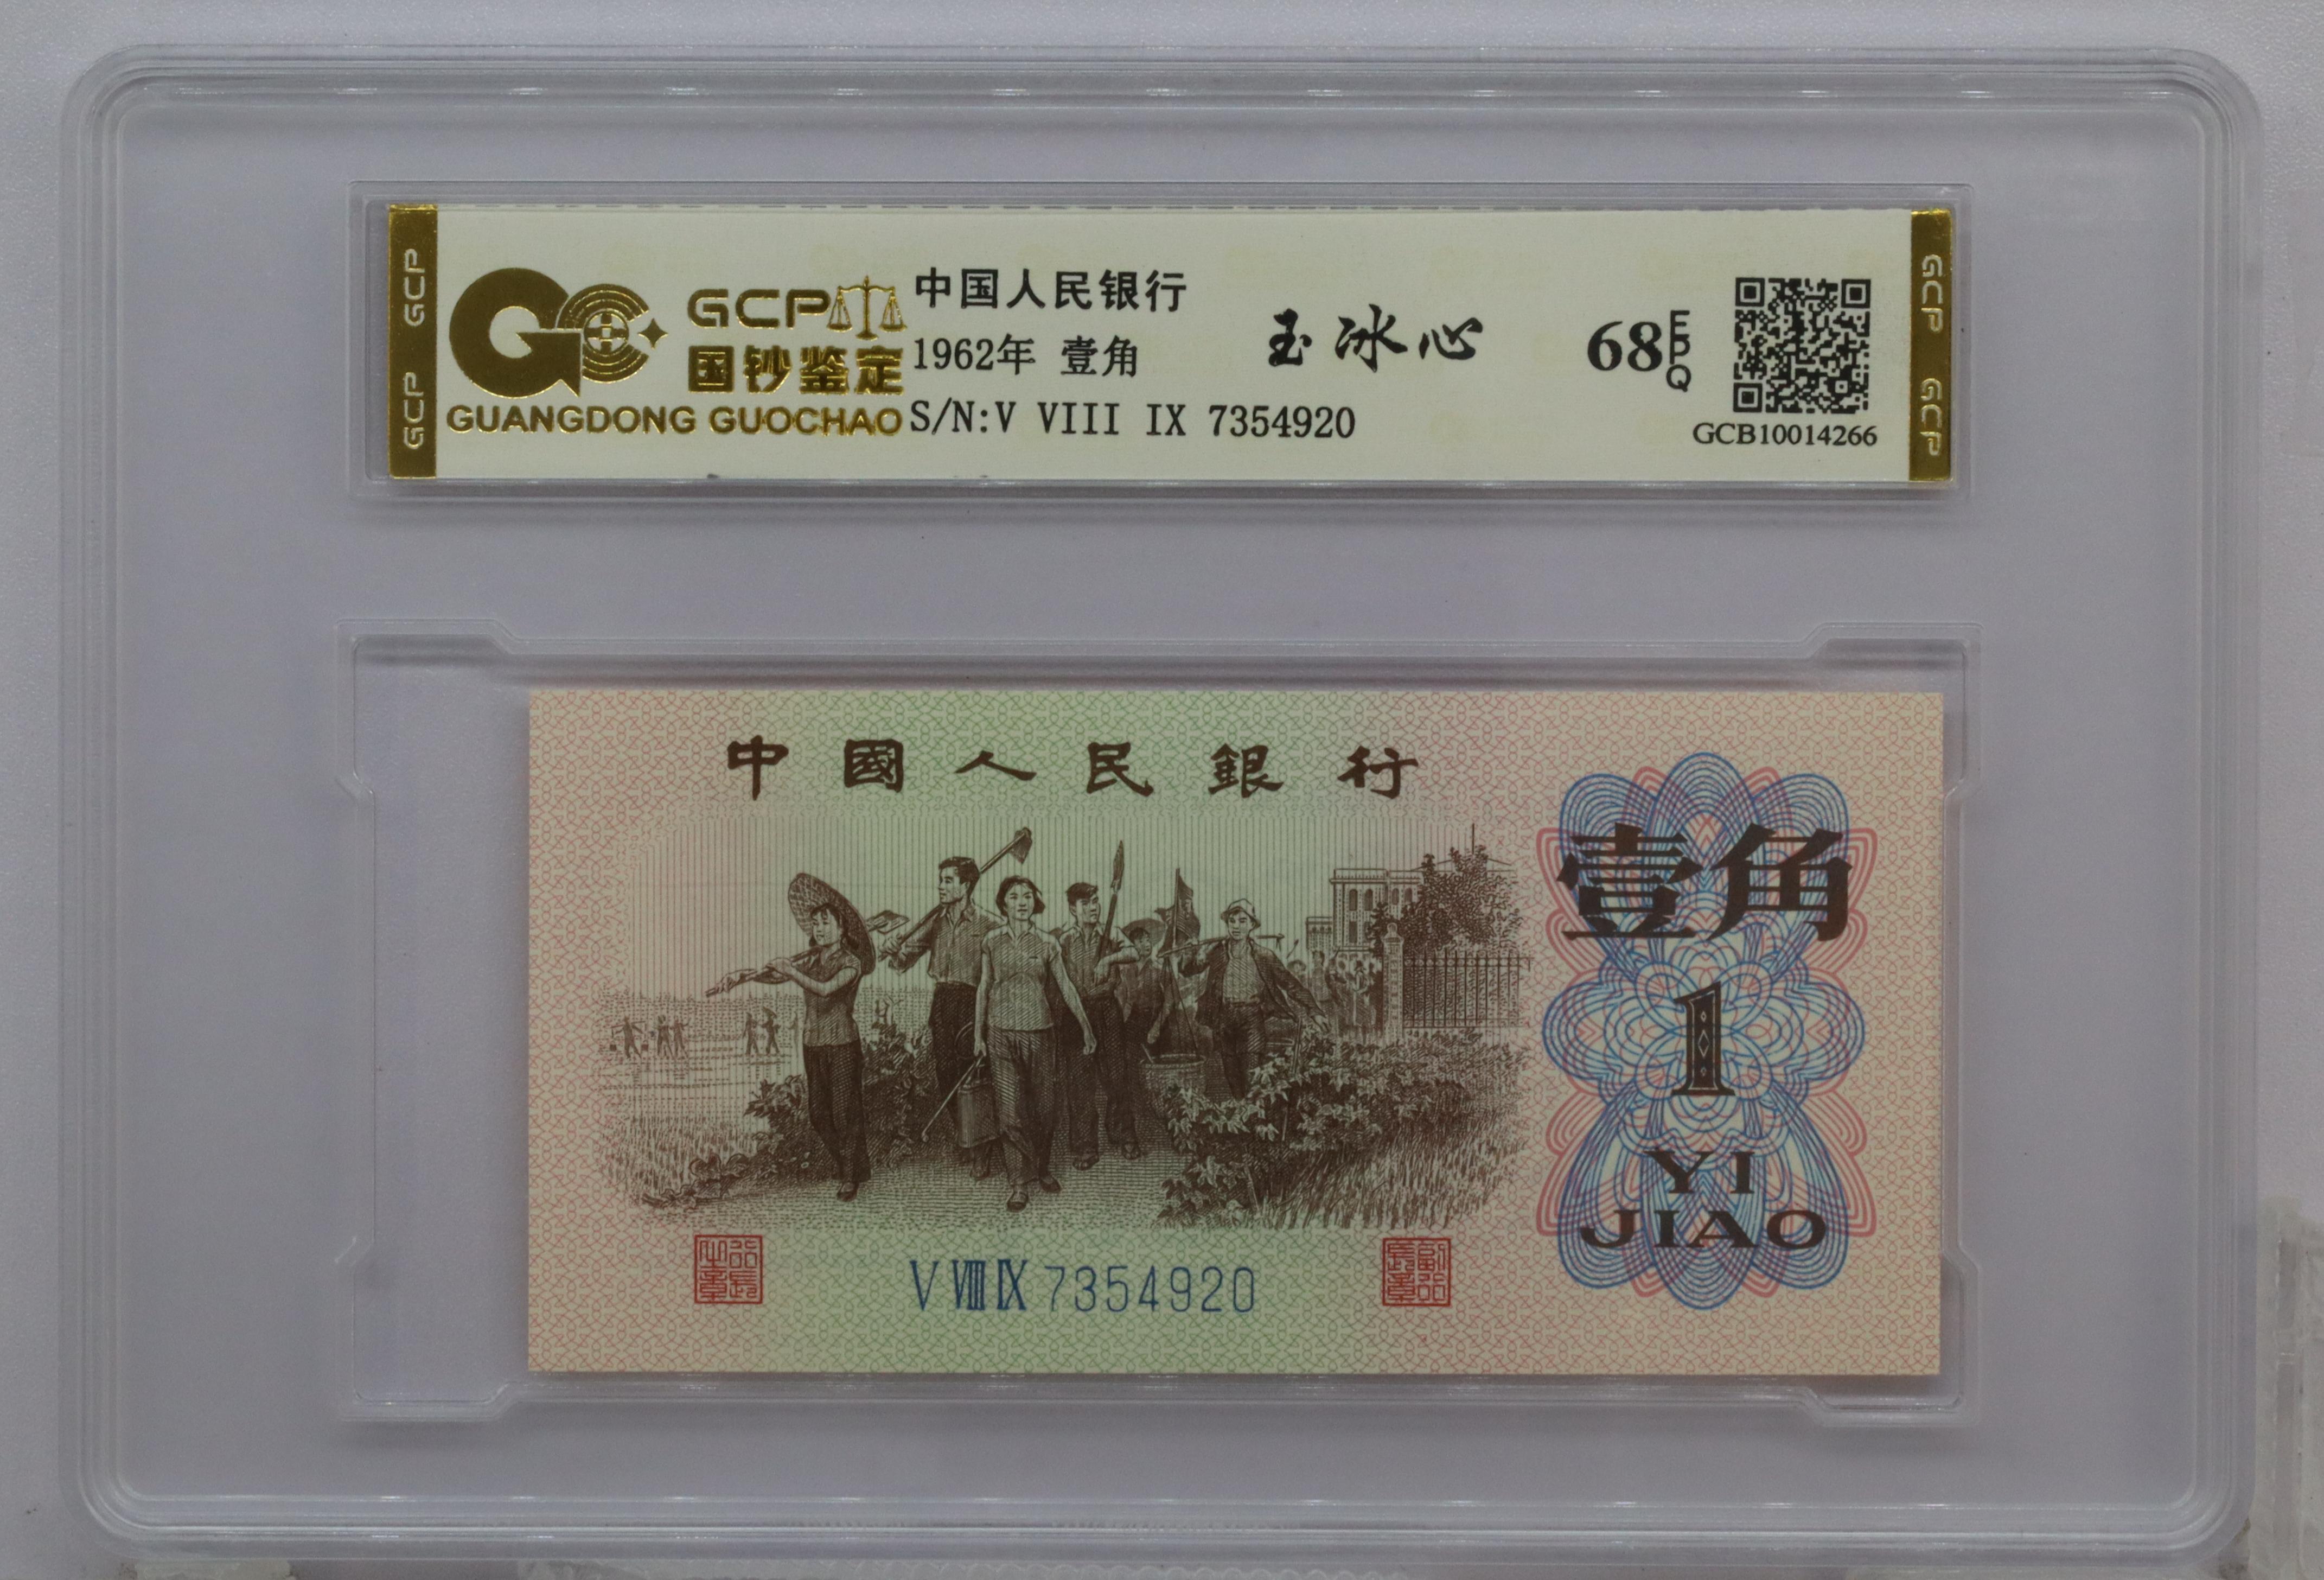 GCP GCP
GCP
国钞鉴定
GUANGDONG GUOCHAO
中国人民银行
1962年 壹角
S/N:V VIII IX 7354920
玉冰心
68 EPQ
GCB10014266
GCP GCP
中國人民銀行
壹角
1
YI
JIAO
V VIII IX 7354920